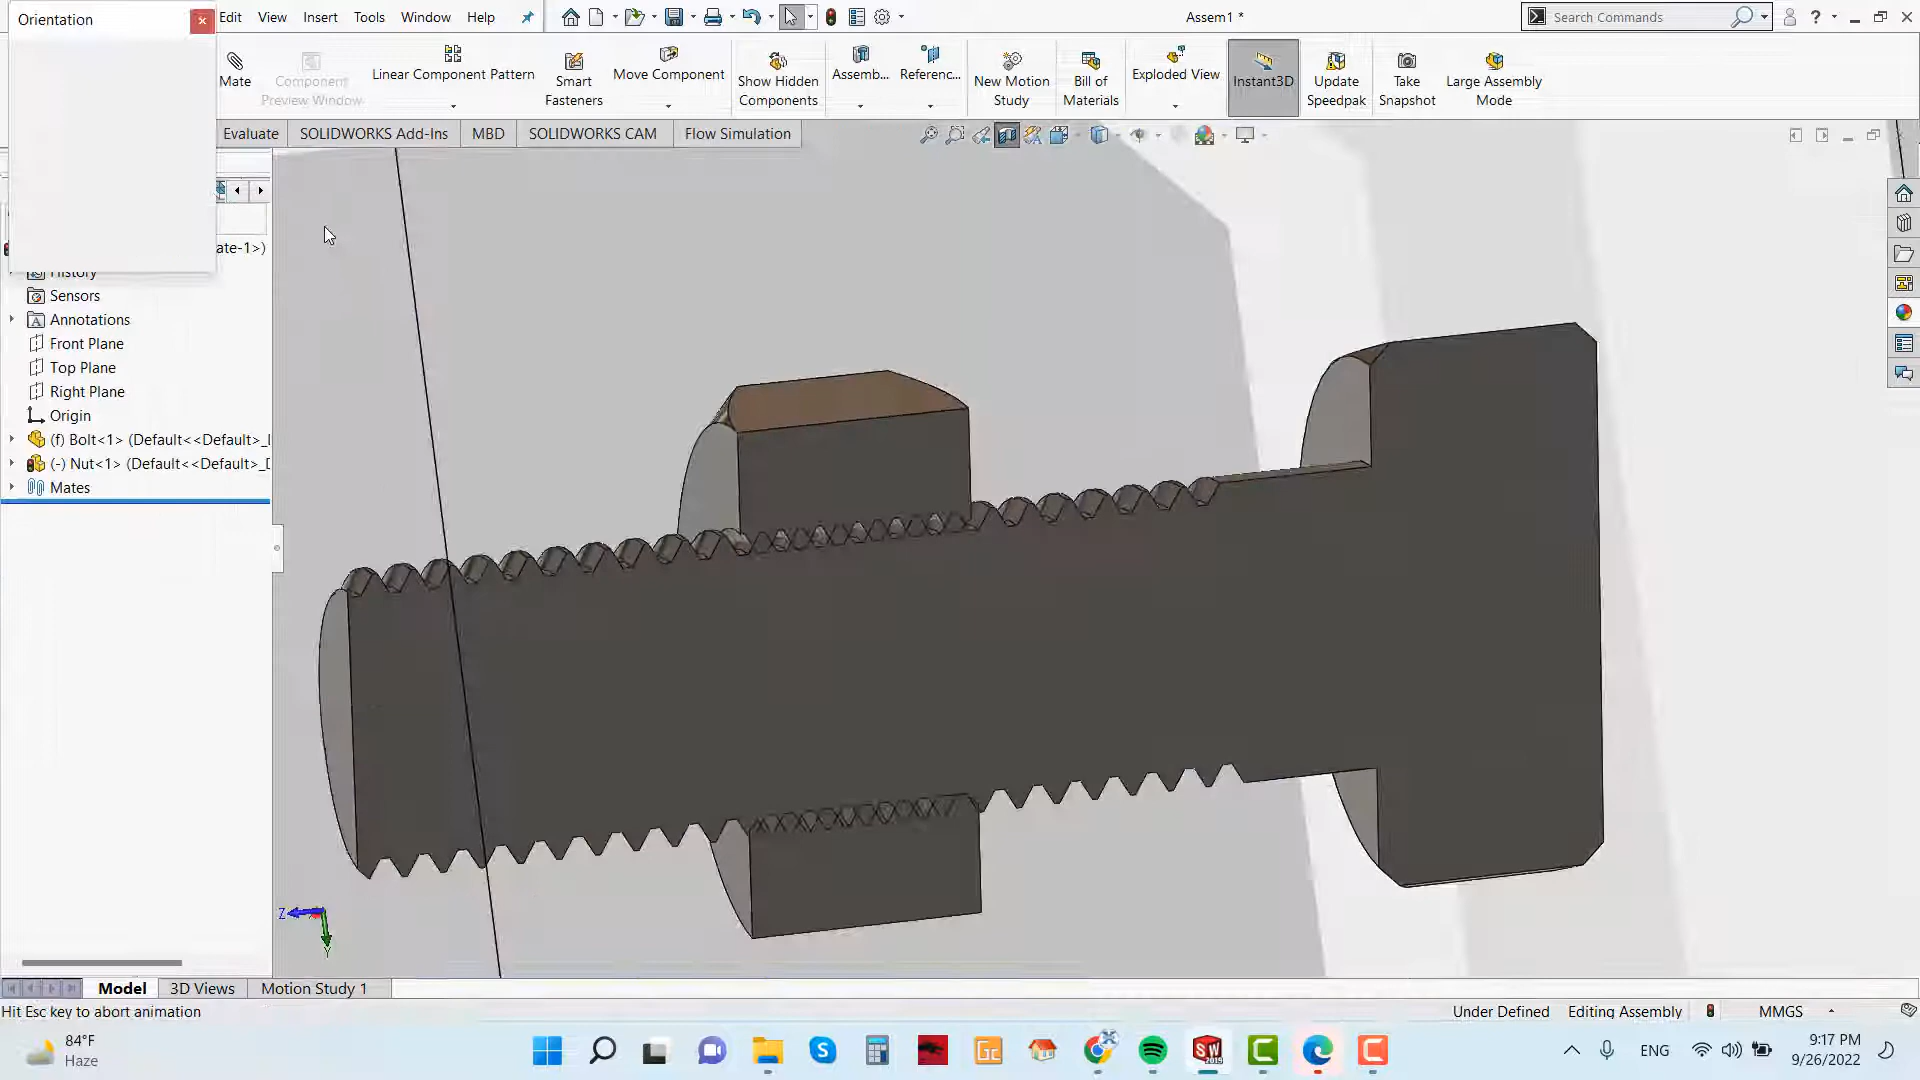 Orientation
Edit View Insert Tools Window Help
Assem1 *
Search Commands
Mate
Component Preview Window
Linear Component Pattern
Smart Fasteners
Move Component
Show Hidden Components
Assemb...
Referenc...
New Motion Study
Bill of Materials
Exploded View
Instant3D
Update Speedpak
Take Snapshot
Large Assembly Mode
Evaluate SOLIDWORKS Add-Ins MBD SOLIDWORKS CAM Flow Simulation
ate-1>)
History
Sensors
Annotations
Front Plane
Top Plane
Right Plane
Origin
(f) Bolt<1> (Default<<Default>_
(-) Nut<1> (Default<<Default>_
Mates
Z
Y
Model 3D Views Motion Study 1
Hit Esc key to abort animation
Under Defined Editing Assembly MMGS
84°F
Haze
ENG
9:17 PM
9/26/2022